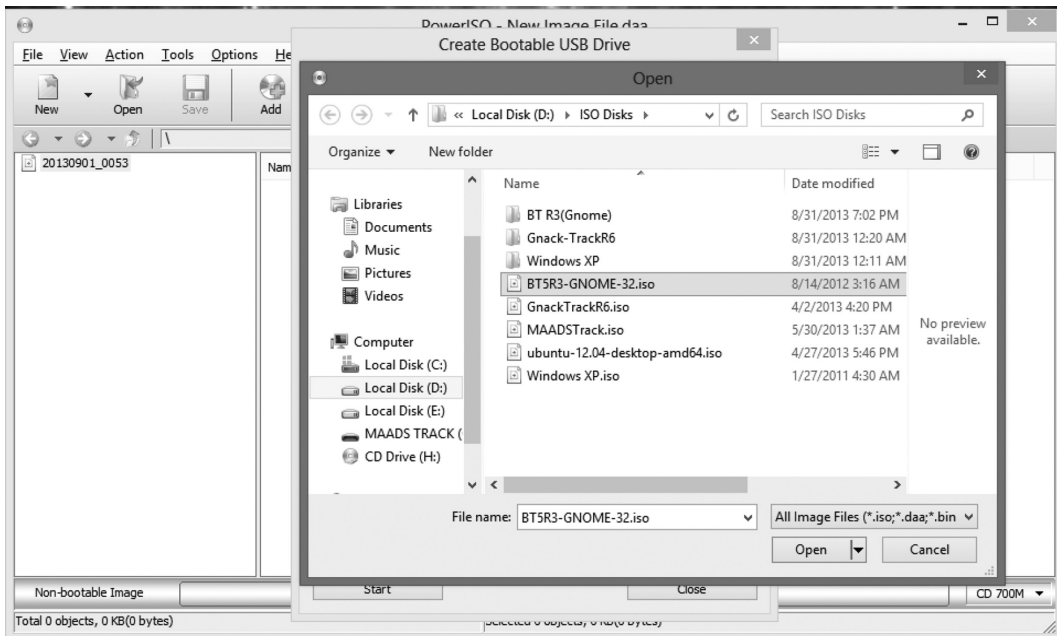 PowerISO - New Image File.daa
Create Bootable USB Drive
File View Action Tools Options He
Open
New Open Save Add
« Local Disk (D:) ISO Disks Search ISO Disks
\
Organize New folder
20130901_0053
Nam
Name Date modified
Libraries
Documents
Music
Pictures
Videos
Computer
Local Disk (C:)
Local Disk (D:)
Local Disk (E:)
MAADS TRACK (
CD Drive (H:)
BT R3(Gnome) 8/31/2013 7:02 PM
Gnack-TrackR6 8/31/2013 12:20 AM
Windows XP 8/31/2013 12:11 AM
BT5R3-GNOME-32.iso 8/14/2012 3:16 AM
GnackTrackR6.iso 4/2/2013 4:20 PM
MAADSTrack.iso 5/30/2013 1:37 AM
ubuntu-12.04-desktop-amd64.iso 4/27/2013 5:46 PM
Windows XP.iso 1/27/2011 4:30 AM
No preview
available.
File name: BT5R3-GNOME-32.iso All Image Files (*.iso;*.daa;*.bin
Open Cancel
Start Close
Non-bootable Image CD 700M
Total 0 objects, 0 KB(0 bytes) Selected 0 objects, 0 KB(0 bytes)